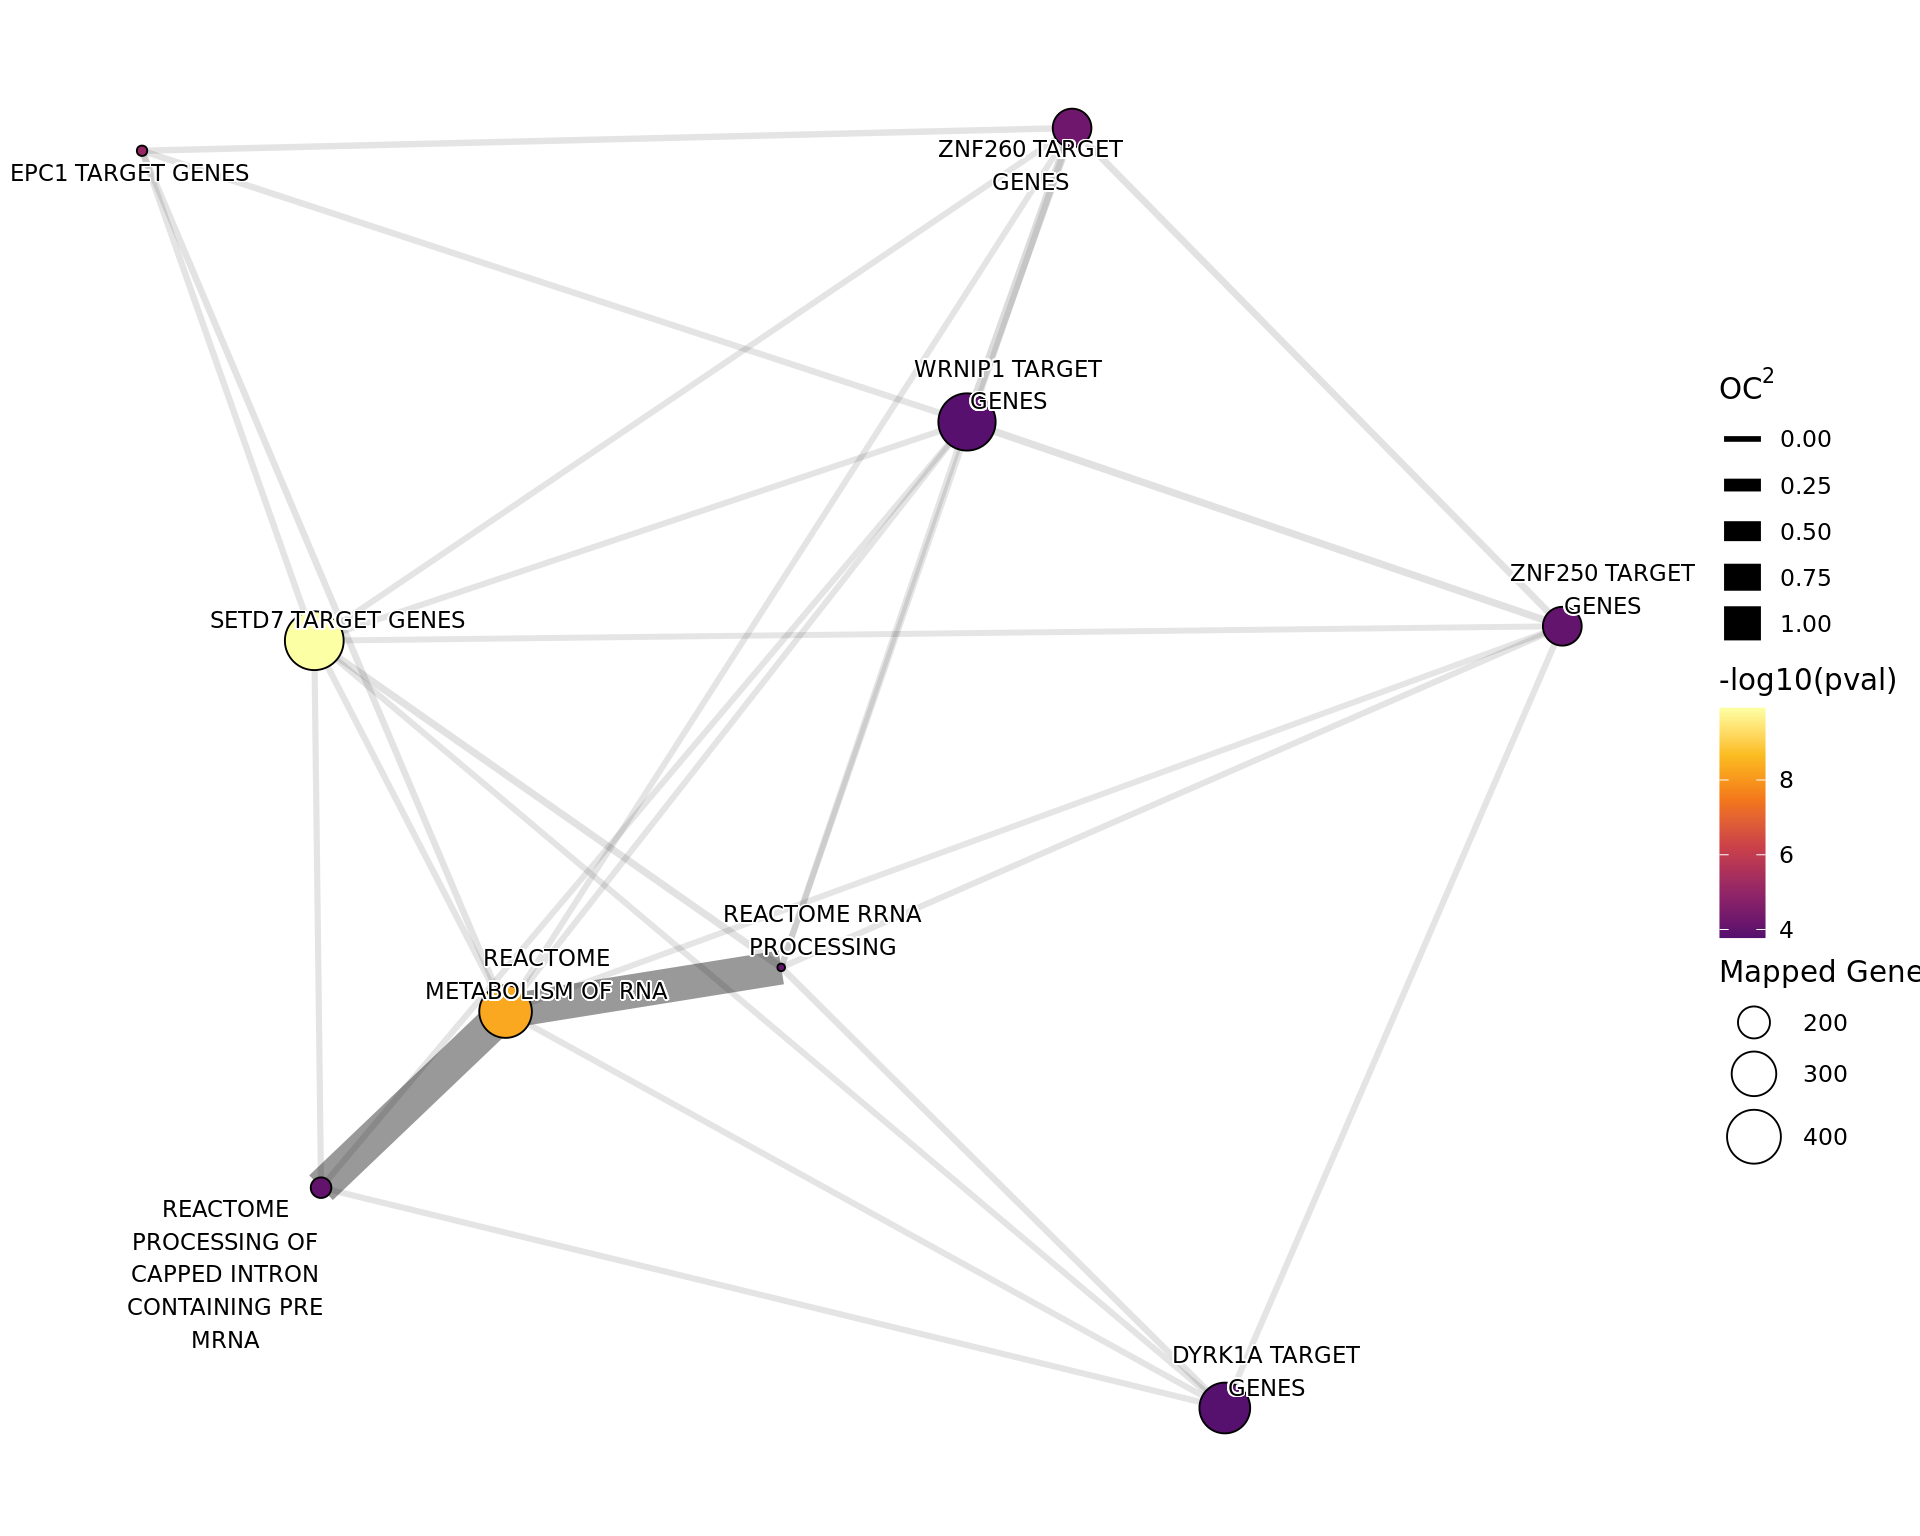 ZNF260 TARGET
GENES
EPC1 TARGET GENES
WRNIP1 TARGET
GENES
ZNF250 TARGET
GENES
SETD7 TARGET GENES
REACTOME RRNA
PROCESSING
REACTOME
METABOLISM OF RNA
REACTOME
PROCESSING OF
CAPPED INTRON
CONTAINING PRE
MRNA
DYRK1A TARGET
GENES
OC2
0.00
0.25
0.50
0.75
1.00
-log10(pval)
8
6
4
Mapped Gene
200
300
400